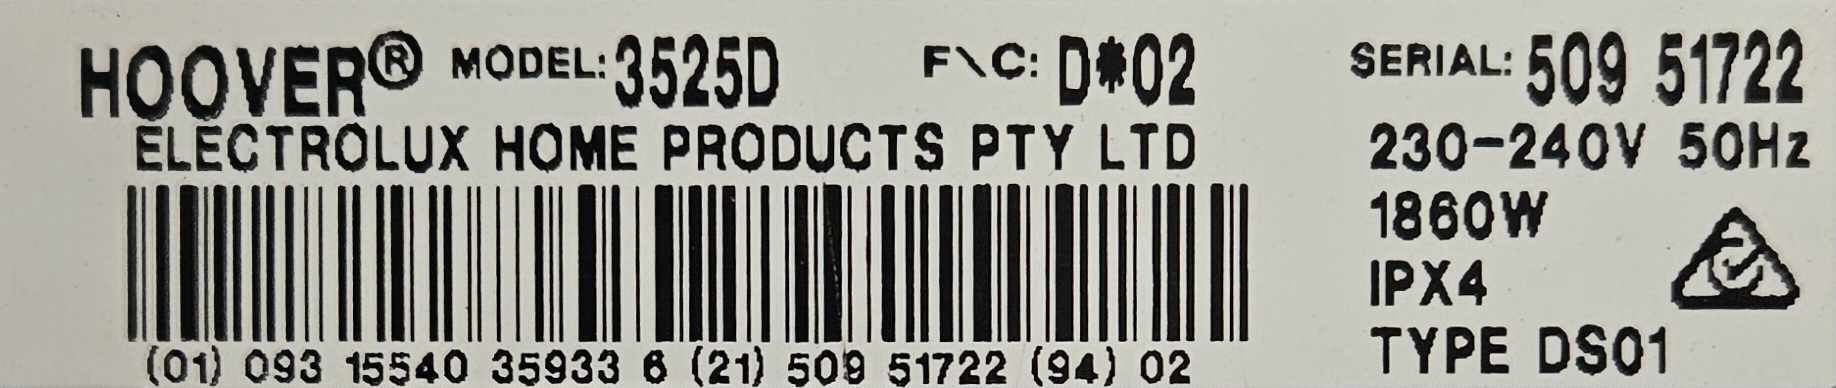 HOOVER® MODEL: 3525D F\C: D*02 SERIAL: 509 51722
ELECTROLUX HOME PRODUCTS PTY LTD 230-240V 50Hz
1860W
IPX4
TYPE DS01
(01) 093 15540 35933 6 (21) 509 51722 (94) 02